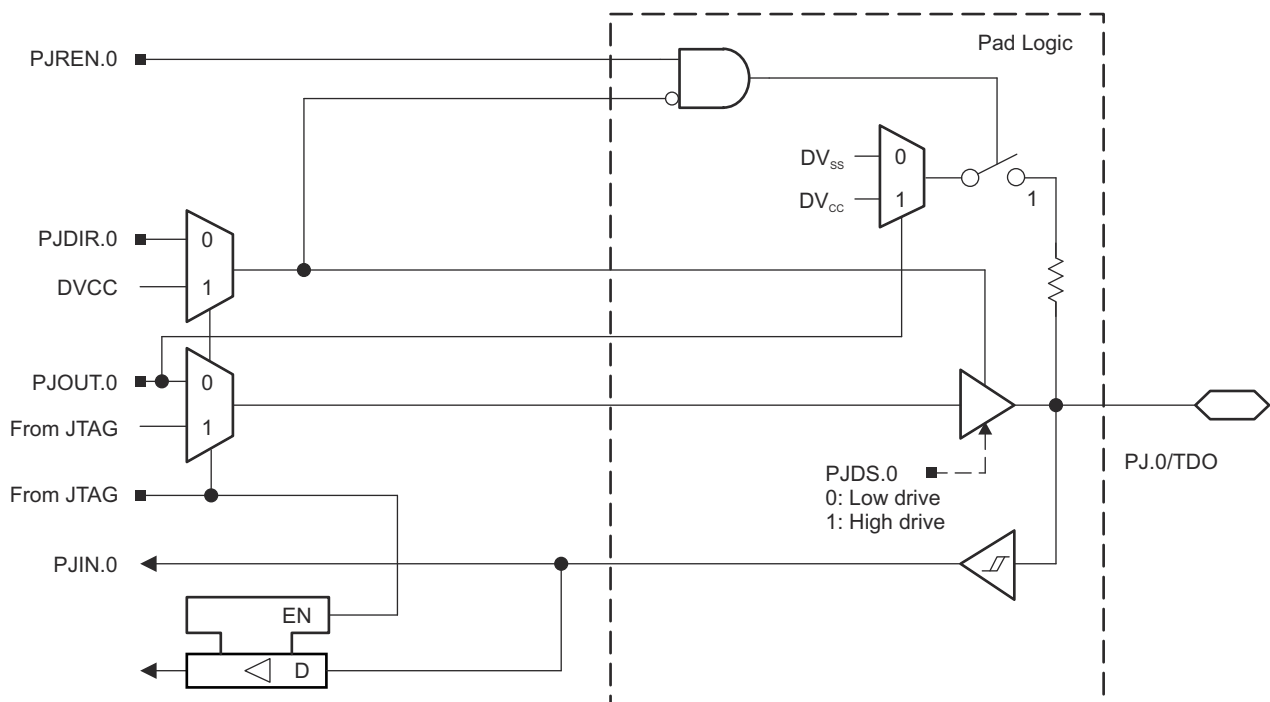 Pad Logic
PJREN.0
DVSS
0
DVCC
1
1
PJDIR.0
0
DVCC
1
PJOUT.0
0
From JTAG
1
PJDS.0
0: Low drive
1: High drive
PJ.0/TDO
From JTAG
PJIN.0
EN
D